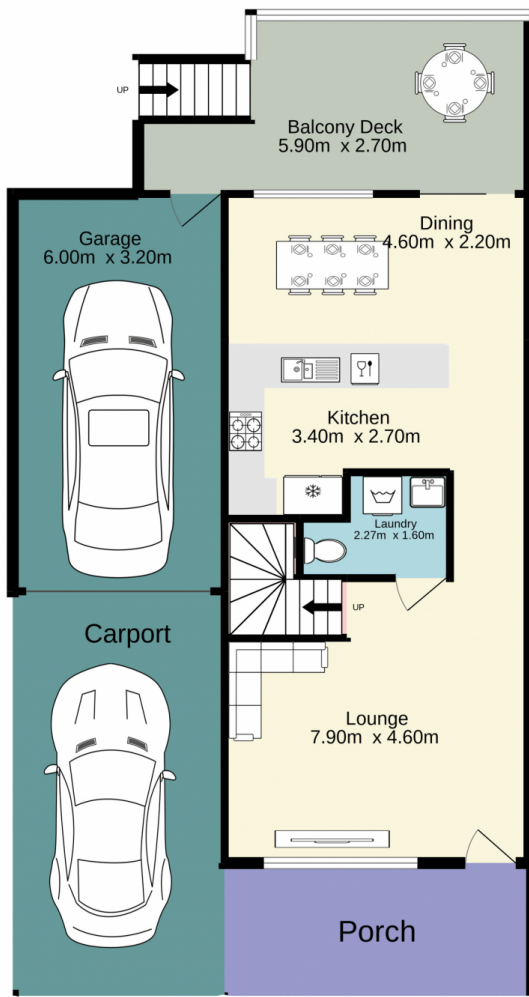 UP
Balcony Deck
5.90m x 2.70m
Garage
6.00m x 3.20m
Dining
4.60m x 2.20m
Kitchen
3.40m x 2.70m
Laundry
2.27m x 1.60m
UP
Carport
Lounge
7.90m x 4.60m
Porch